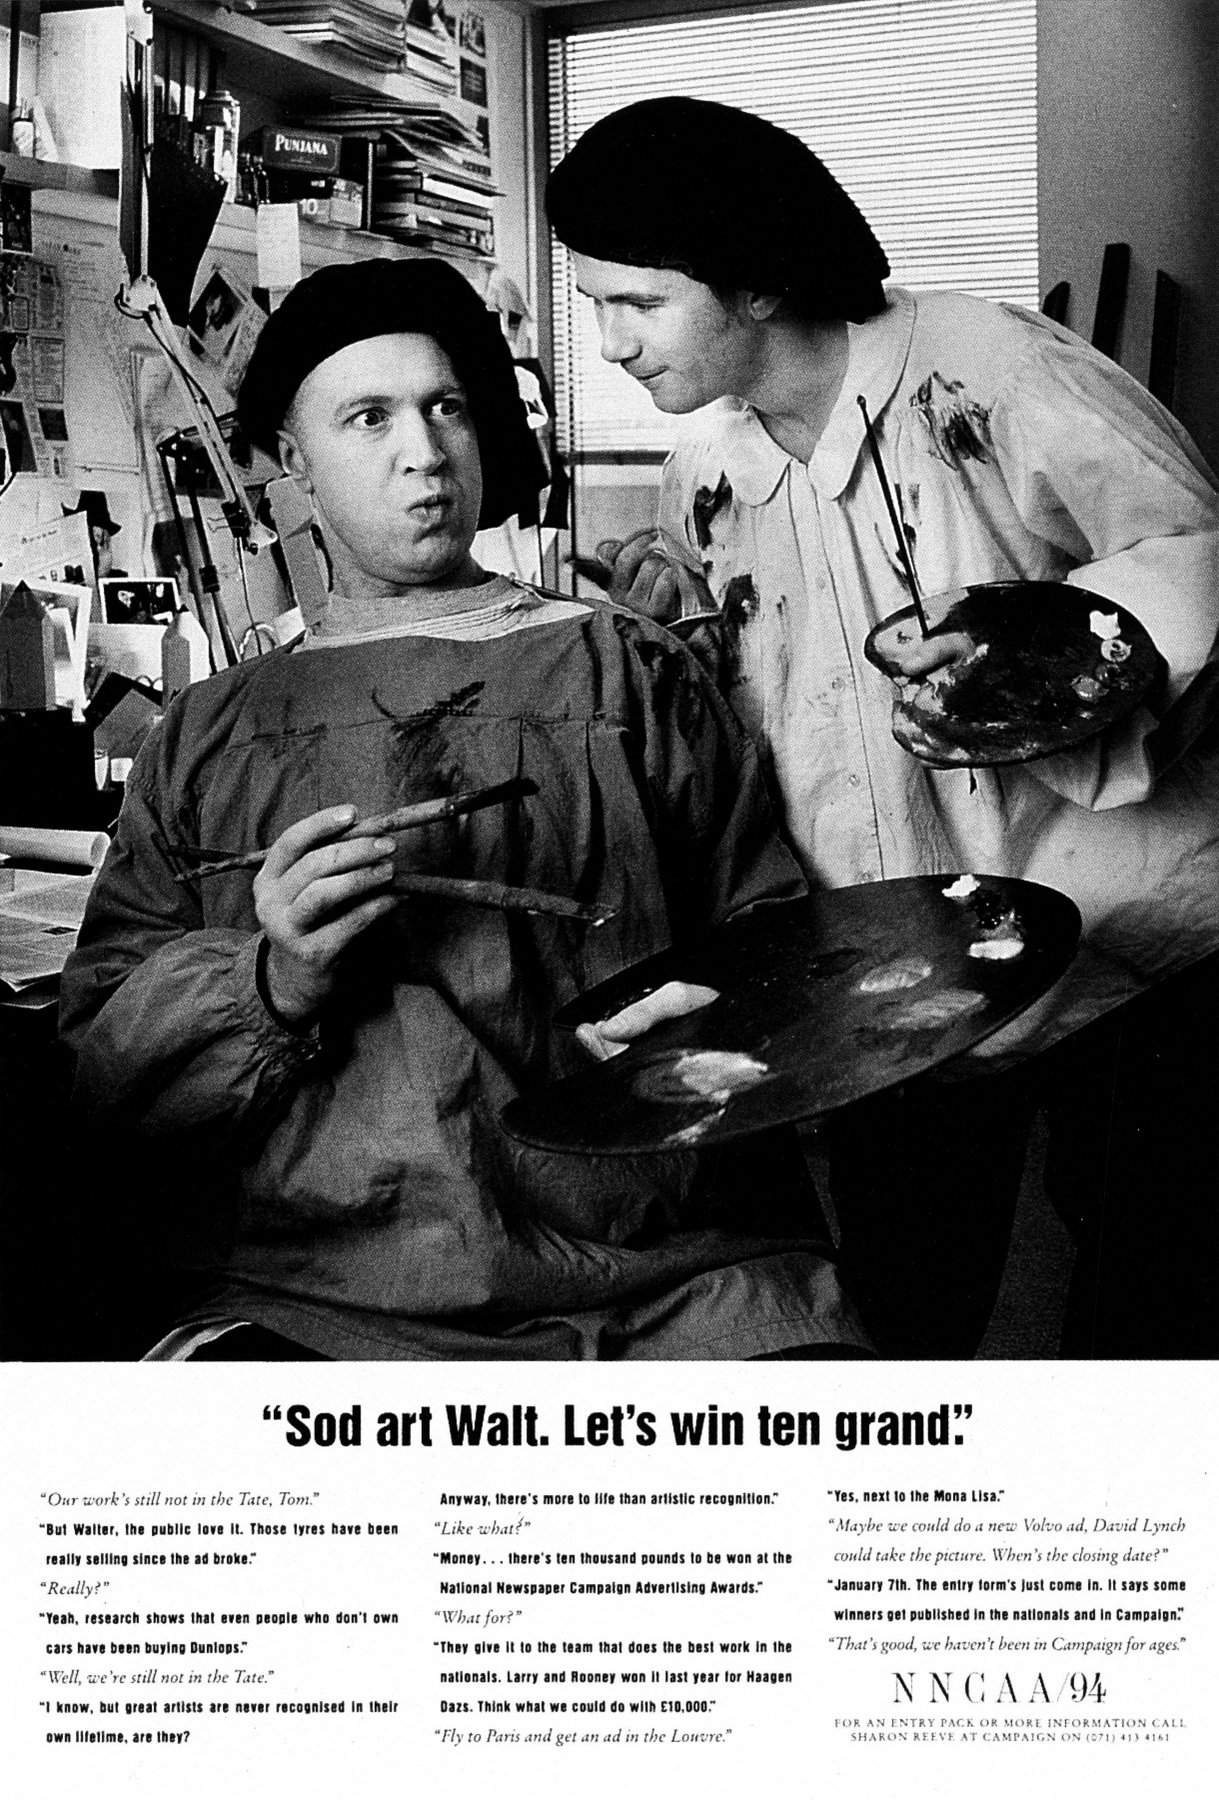 PUNJANA
“Sod art Walt. Let’s win ten grand.”
“Our work’s still not in the Tate, Tom.”
“But Walter, the public love it. Those tyres have been
really selling since the ad broke.”
“Really?”
“Yeah, research shows that even people who don’t own
cars have been buying Dunlops.”
“Well, we’re still not in the Tate.”
“I know, but great artists are never recognised in their
own lifetime, are they?
Anyway, there’s more to life than artistic recognition.”
“Like what?”
“Money... there’s ten thousand pounds to be won at the
National Newspaper Campaign Advertising Awards.”
“What for?”
“They give it to the team that does the best work in the
nationals. Larry and Rooney won it last year for Haagen
Dazs. Think what we could do with £10,000.”
“Fly to Paris and get an ad in the Louvre.”
“Yes, next to the Mona Lisa.”
“Maybe we could do a new Volvo ad, David Lynch
could take the picture. When’s the closing date?”
“January 7th. The entry form’s just come in. It says some
winners get published in the nationals and in Campaign.”
“That’s good, we haven’t been in Campaign for ages.”
NNCAA/94
FOR AN ENTRY PACK OR MORE INFORMATION CALL
SHARON REEVE AT CAMPAIGN ON (071) 413 4161